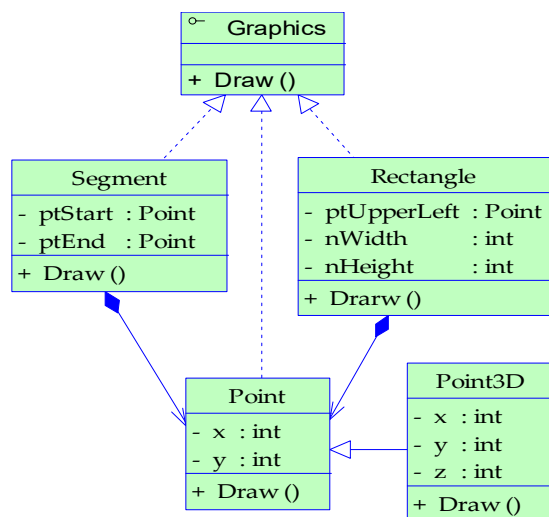 Graphics
+ Draw ()
Segment
- ptStart : Point
- ptEnd : Point
+ Draw ()
Rectangle
- ptUpperLeft : Point
- nWidth : int
- nHeight : int
+ Drarw ()
Point
- x : int
- y : int
+ Draw ()
Point3D
- x : int
- y : int
- z : int
+ Draw ()